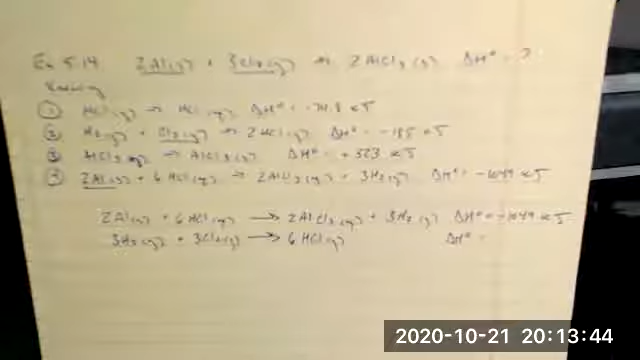 Ex 5.14 2Al(s) + 3Cl₂(g) → 2AlCl₃(s) ΔH° = ?
Knowing
① HCl(g) → HCl(aq) ΔH° = -74.8 kJ
② H₂(g) + Cl₂(g) → 2HCl(g) ΔH° = -185 kJ
③ AlCl₃(aq) → AlCl₃(s) ΔH° = +323 kJ
④ 2Al(s) + 6HCl(aq) → 2AlCl₃(aq) + 3H₂(g) ΔH° = -1049 kJ
2Al(s) + 6HCl(aq) → 2AlCl₃(aq) + 3H₂(g) ΔH° = -1049 kJ
3H₂(g) + 3Cl₂(g) → 6HCl(g) ΔH° =
2020-10-21 20:13:44